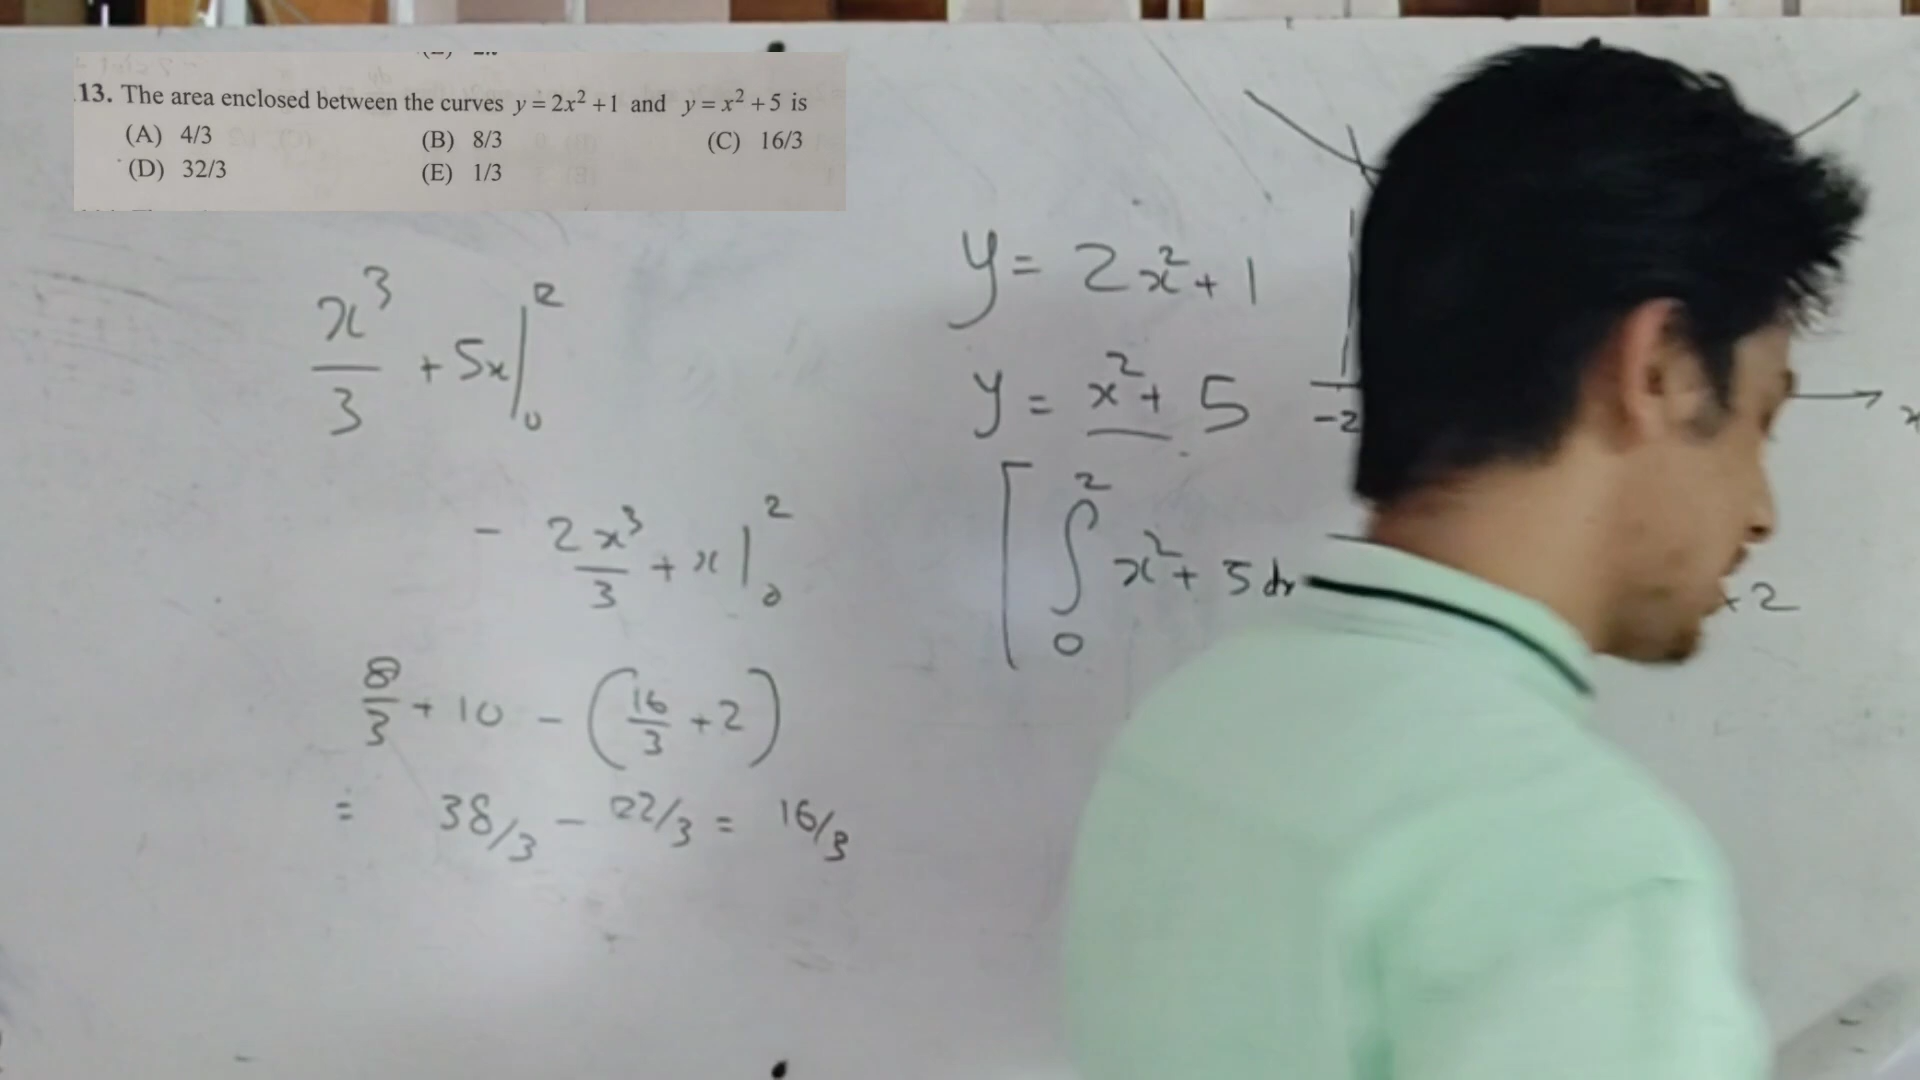 13. The area enclosed between the curves y = 2x² + 1 and y = x² + 5 is
(A) 4/3 (B) 8/3 (C) 16/3
(D) 32/3 (E) 1/3
x³/3 + 5x |₀²
- 2x³/3 + x |₀²
8/3 + 10 - (16/3 + 2)
= 38/3 - 22/3 = 16/3
y = 2x² + 1
y = x² + 5
-2
x
[ ∫₀² x² + 5 dx
x 2